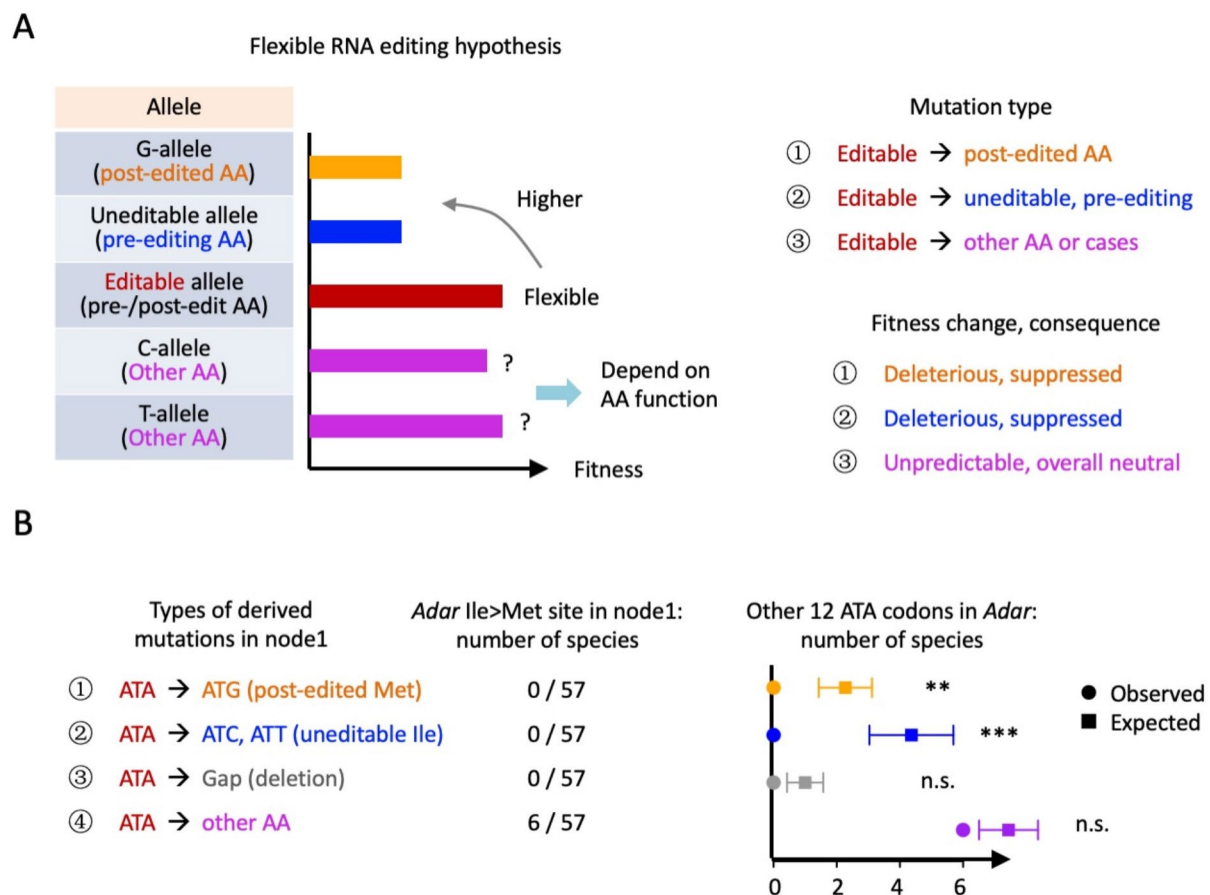 A
Flexible RNA editing hypothesis
Allele
G-allele
(post-edited AA)
Uneditable allele
(pre-editing AA)
Editable allele
(pre-/post-edit AA)
C-allele
(Other AA)
T-allele
(Other AA)
Higher
Flexible
?
?
Depend on
AA function
Fitness
Mutation type
① Editable → post-edited AA
② Editable → uneditable, pre-editing
③ Editable → other AA or cases
Fitness change, consequence
① Deleterious, suppressed
② Deleterious, suppressed
③ Unpredictable, overall neutral
B
Types of derived
mutations in node1
Adar Ile>Met site in node1:
number of species
Other 12 ATA codons in Adar:
number of species
① ATA → ATG (post-edited Met) 0 / 57 **
② ATA → ATC, ATT (uneditable Ile) 0 / 57 ***
③ ATA → Gap (deletion) 0 / 57 n.s.
④ ATA → other AA 6 / 57 n.s.
Observed
Expected
0 2 4 6